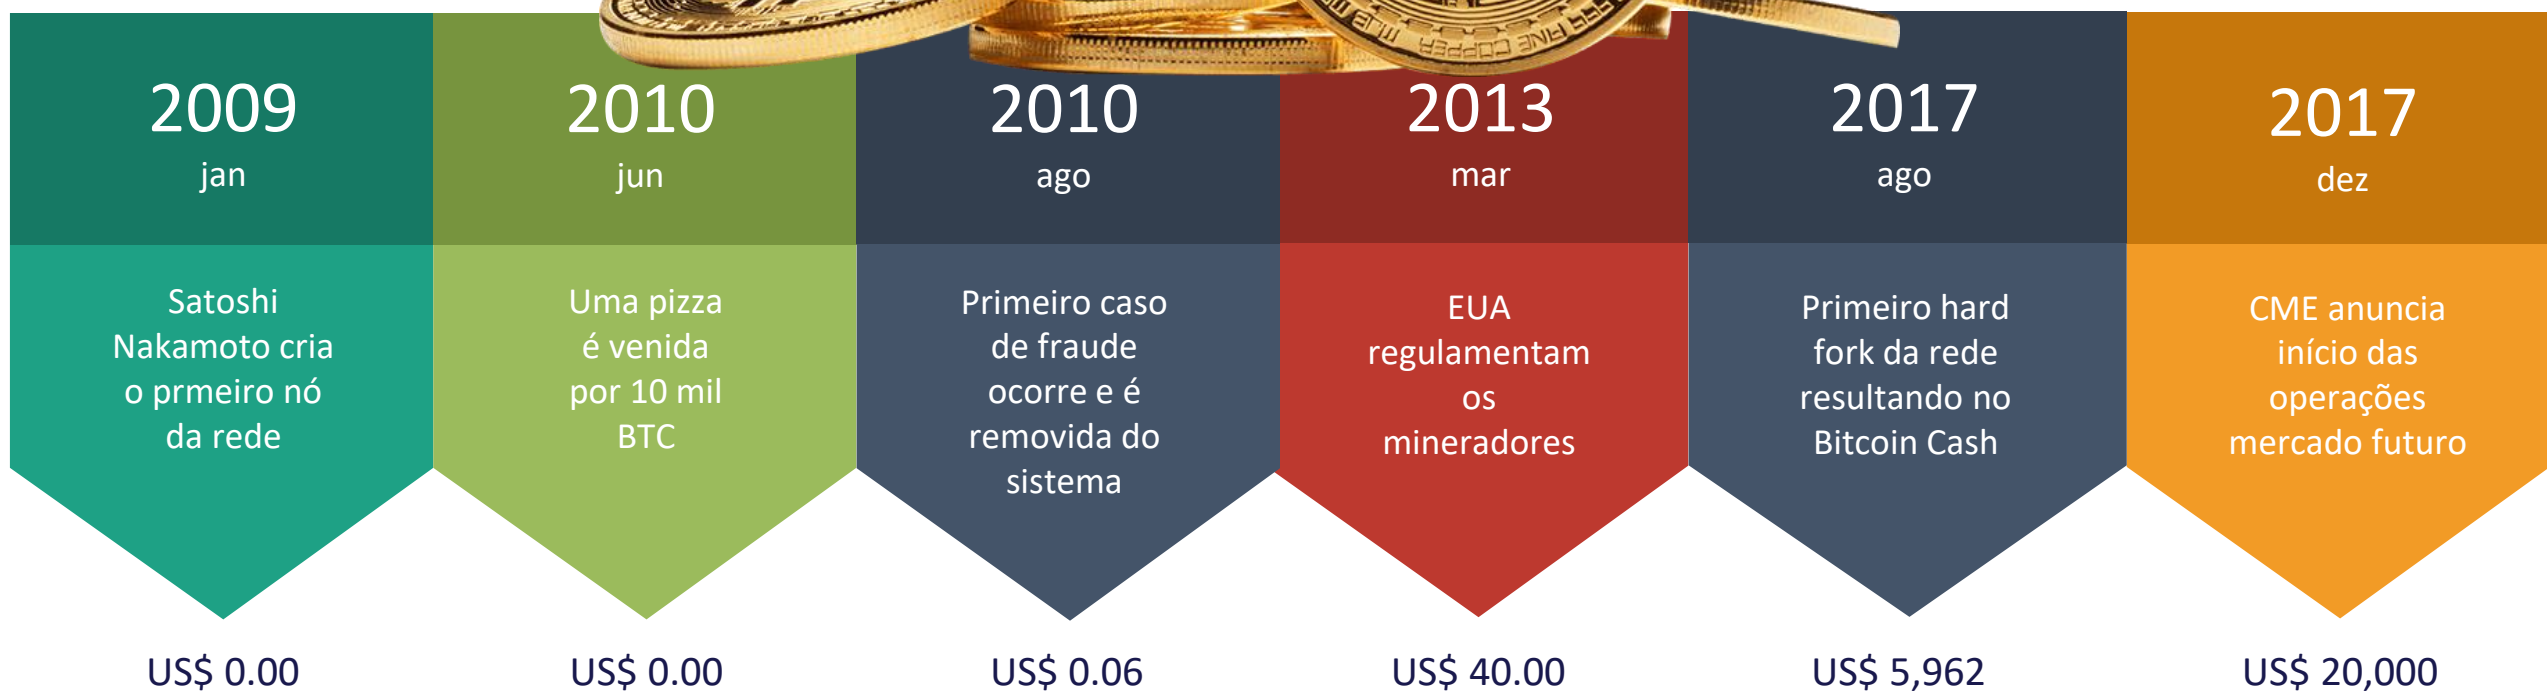 FINE COPPER
2009
jan
Satoshi
Nakamoto cria
o prmeiro nó
da rede
US$ 0.00
2010
jun
Uma pizza
é venida
por 10 mil
BTC
US$ 0.00
2010
ago
Primeiro caso
de fraude
ocorre e é
removida do
sistema
US$ 0.06
2013
mar
EUA
regulamentam
os
mineradores
US$ 40.00
2017
ago
Primeiro hard
fork da rede
resultando no
Bitcoin Cash
US$ 5,962
2017
dez
CME anuncia
início das
operações
mercado futuro
US$ 20,000